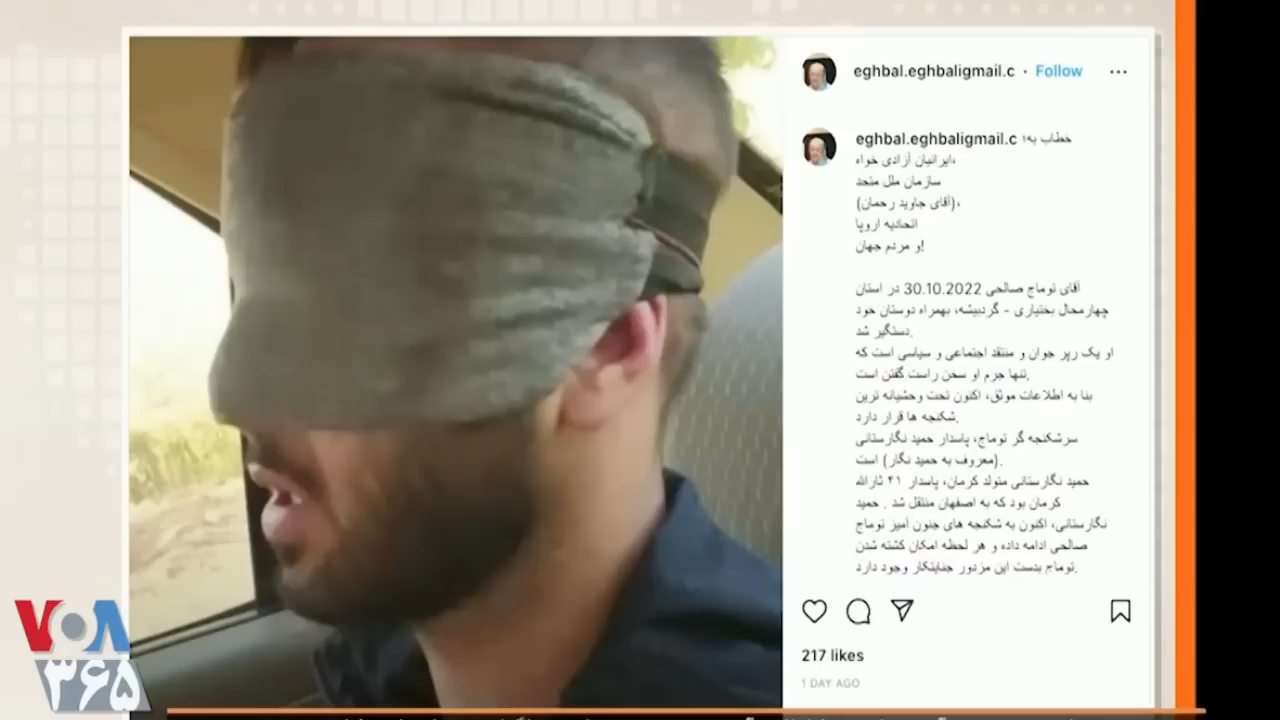 eghbal.eghbaligmail.c · Follow ...
eghbal.eghbaligmail.c خطاب به؛
ایرانیان آزادی خواه،
سازمان ملل متحد
(آقای جاوید رحمان)،
اتحادیه اروپا
و مردم جهان!
آقای توماج صالحی 30.10.2022 در استان
چهارمحال بختیاری - گردبیشه، بهمراه دوستان خود
دستگیر شد.
او یک رپر جوان و منتقد اجتماعی و سیاسی است که
تنها جرم او سخن راست گفتن است.
بنا به اطلاعات موثق، اکنون تحت وحشیانه ترین
شکنجه ها قرار دارد.
سرشکنجه گر توماج، پاسدار حمید نگارستانی
(معروف به حمید نگار) است.
حمید نگارستانی متولد کرمان، پاسدار ۴۱ ثارالله
کرمان بود که به اصفهان منتقل شد . حمید
نگارستانی، اکنون به شکنجه های جنون آمیز توماج
صالحی ادامه داده و هر لحظه امکان کشته شدن
توماج بدست این مزدور جنایتکار وجود دارد.
217 likes
1 DAY AGO
VOA
۳۶۵